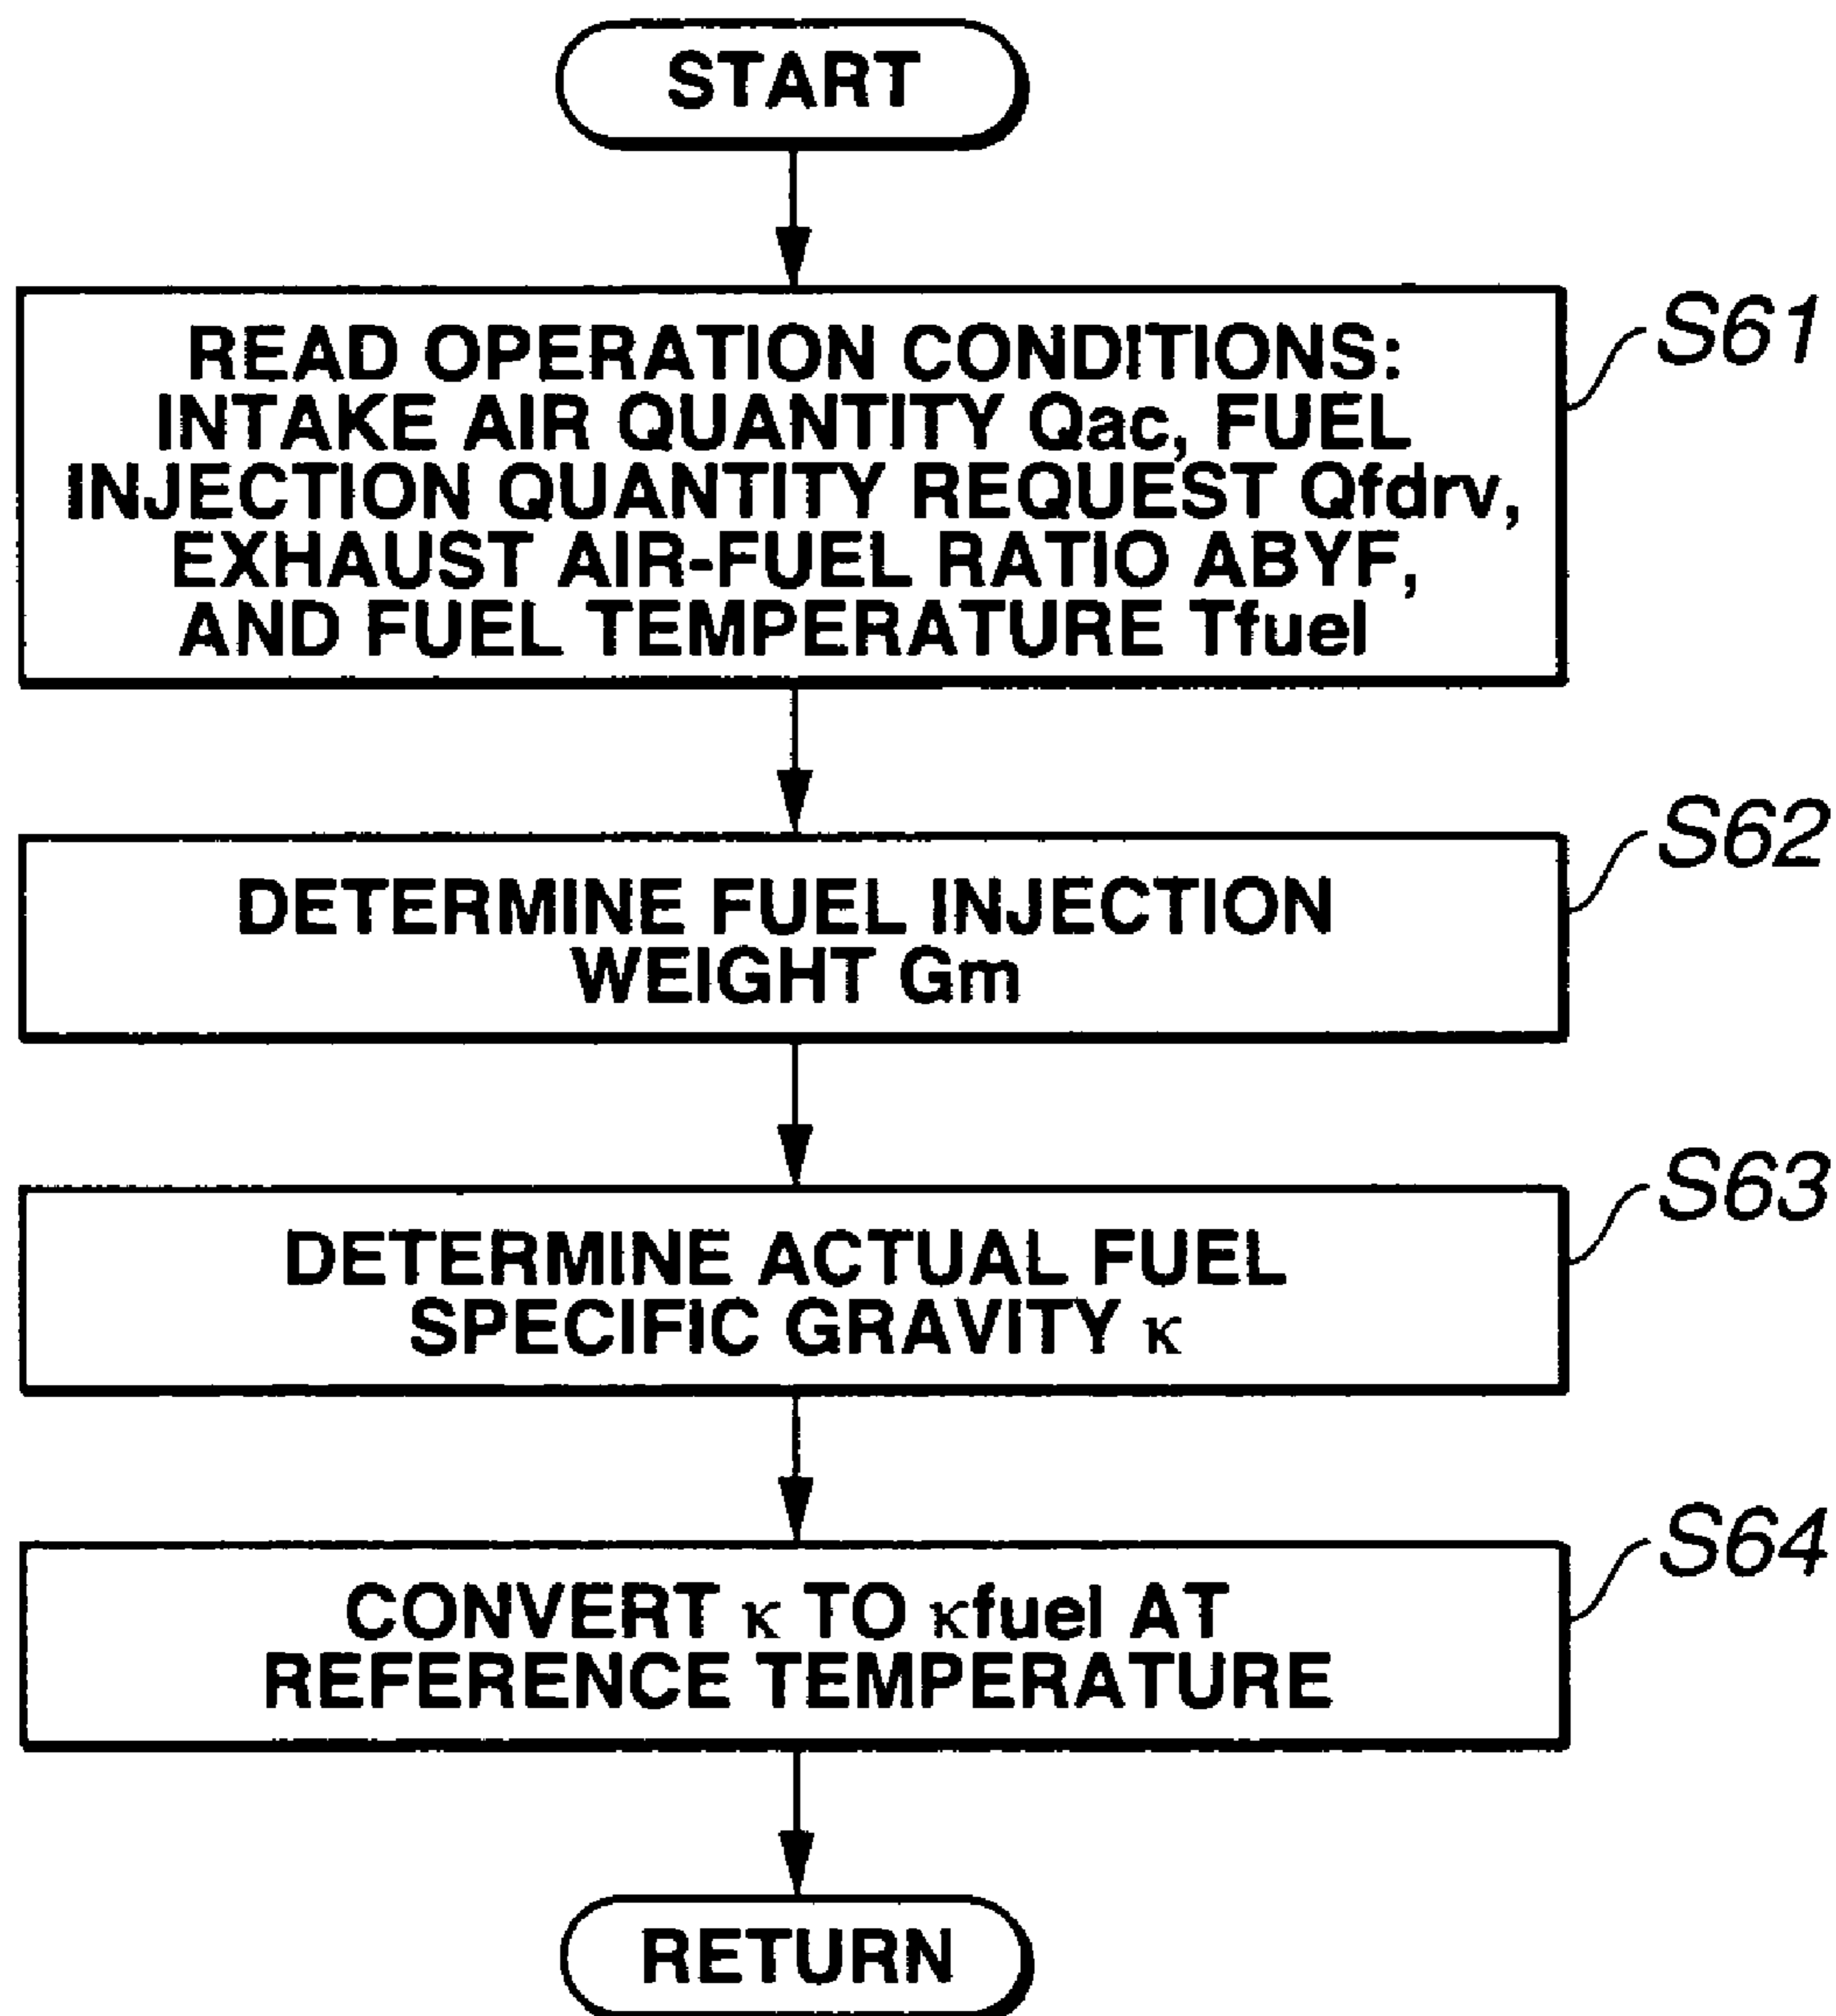 START
READ OPERATION CONDITIONS:
INTAKE AIR QUANTITY Qac, FUEL
INJECTION QUANTITY REQUEST Qfdrv,
EXHAUST AIR-FUEL RATIO ABYF,
AND FUEL TEMPERATURE Tfuel
S61
DETERMINE FUEL INJECTION
WEIGHT Gm
S62
DETERMINE ACTUAL FUEL
SPECIFIC GRAVITY κ
S63
CONVERT κ TO κfuel AT
REFERENCE TEMPERATURE
S64
RETURN